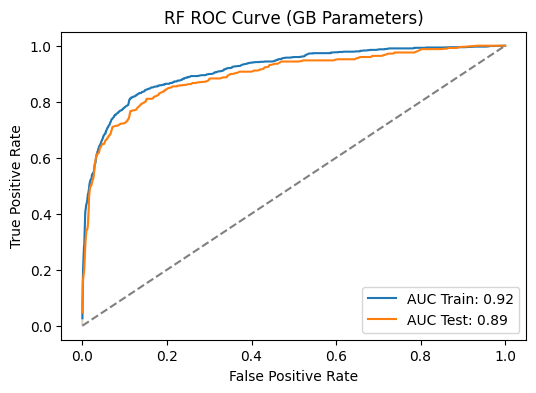 RF ROC Curve (GB Parameters)
True Positive Rate
1.0
0.8
0.6
0.4
0.2
0.0
AUC Train: 0.92
AUC Test: 0.89
0.0 0.2 0.4 0.6 0.8 1.0
False Positive Rate